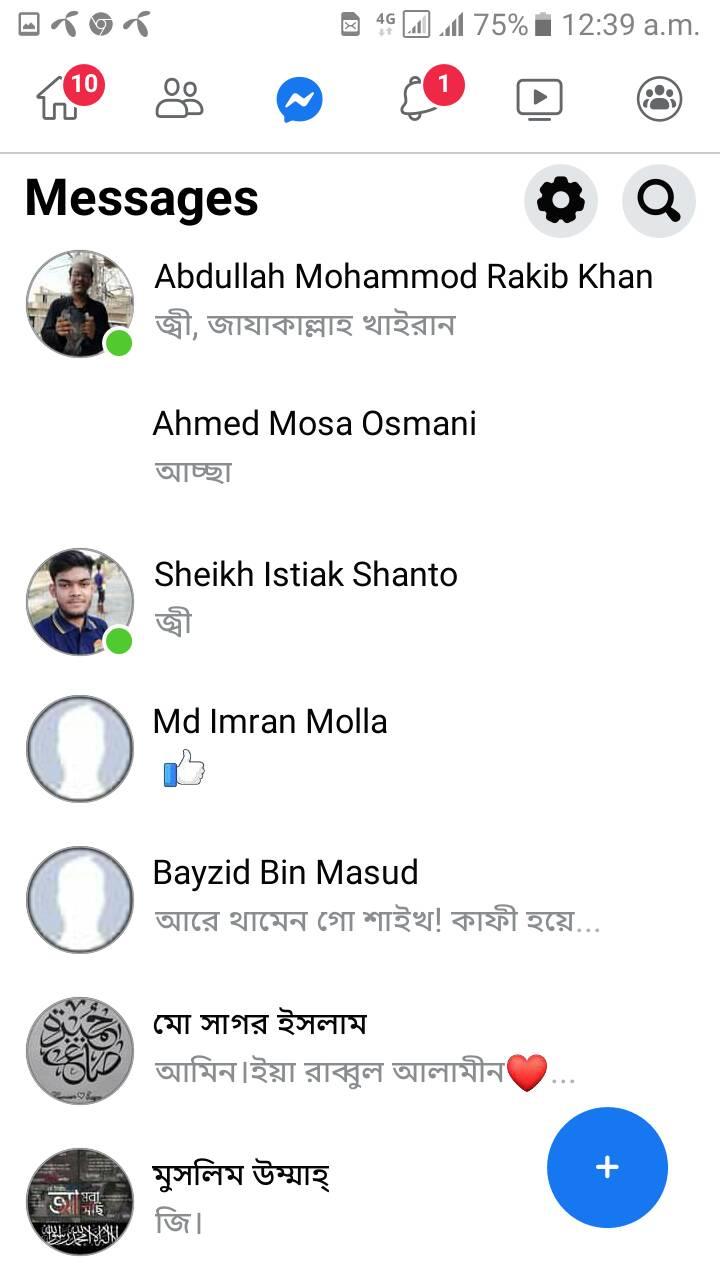 4G 75% 12:39 a.m.
10
1
Messages
Abdullah Mohammod Rakib Khan
জ্বী, জাযাকাল্লাহ খাইরান
Ahmed Mosa Osmani
আচ্ছা
Sheikh Istiak Shanto
জ্বী
Md Imran Molla
Bayzid Bin Masud
আরে থামেন গো শাইখ! কাফী হয়ে...
মো সাগর ইসলাম
আমিন।ইয়া রাব্বুল আলামীন❤...
মুসলিম উম্মাহ্
জি।